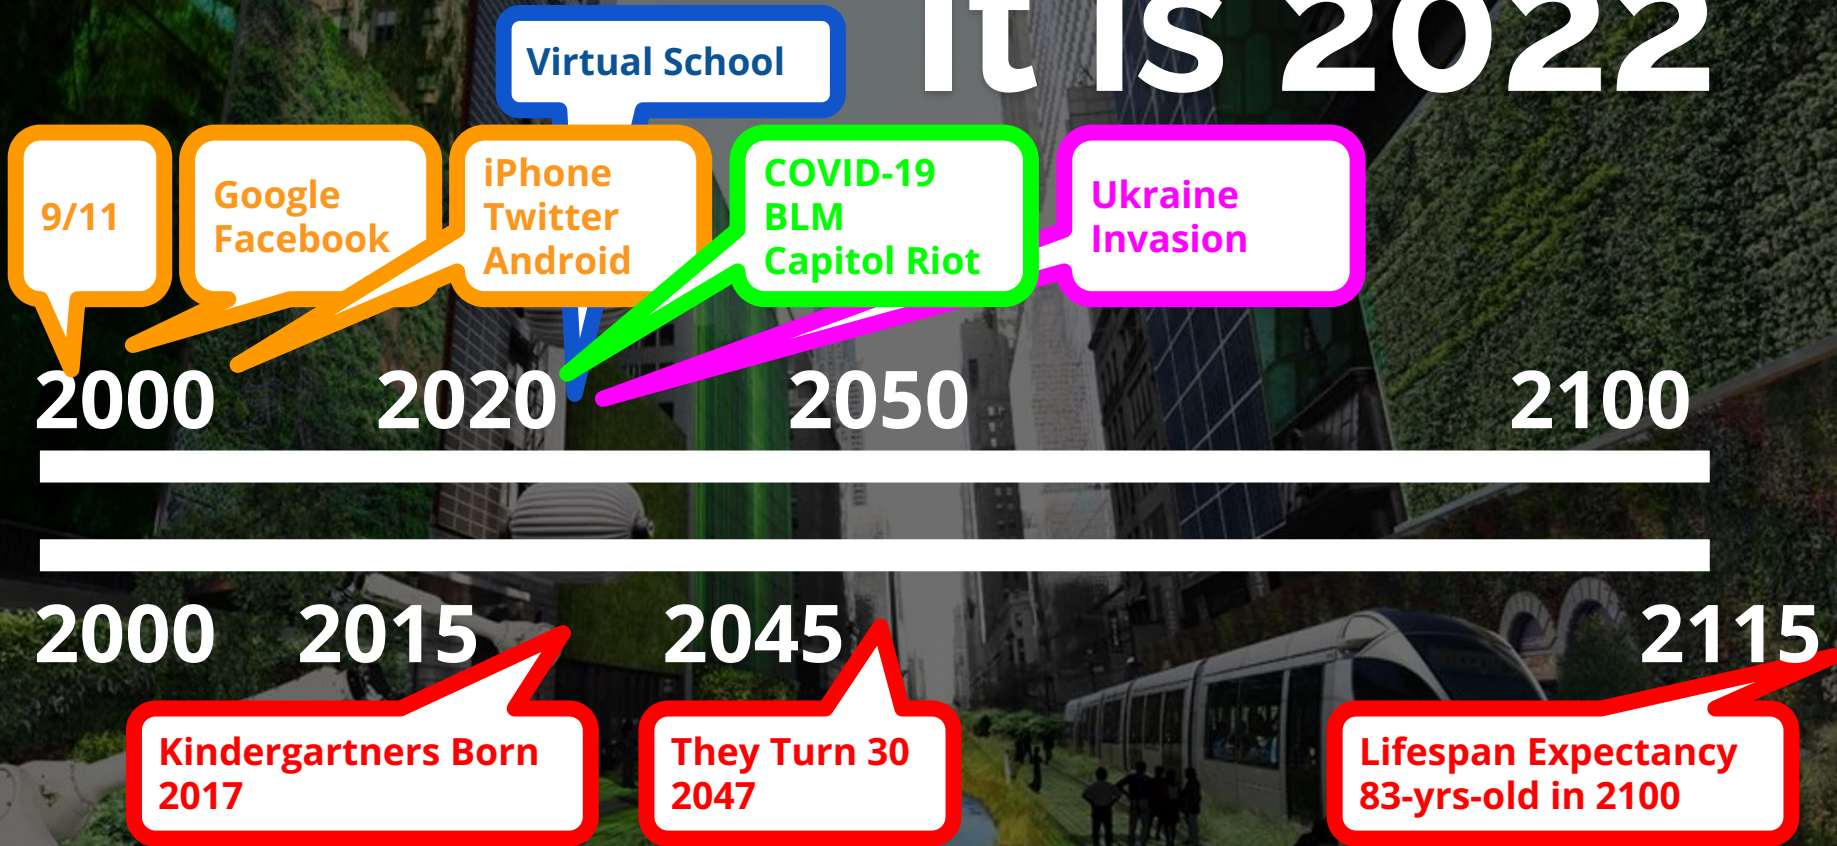 It is 2022
Virtual School
9/11
Google
Facebook
iPhone
Twitter
Android
COVID-19
BLM
Capitol Riot
Ukraine
Invasion
2000 2020 2050 2100
2000 2015 2045 2115
Kindergartners Born
2017
They Turn 30
2047
Lifespan Expectancy
83-yrs-old in 2100